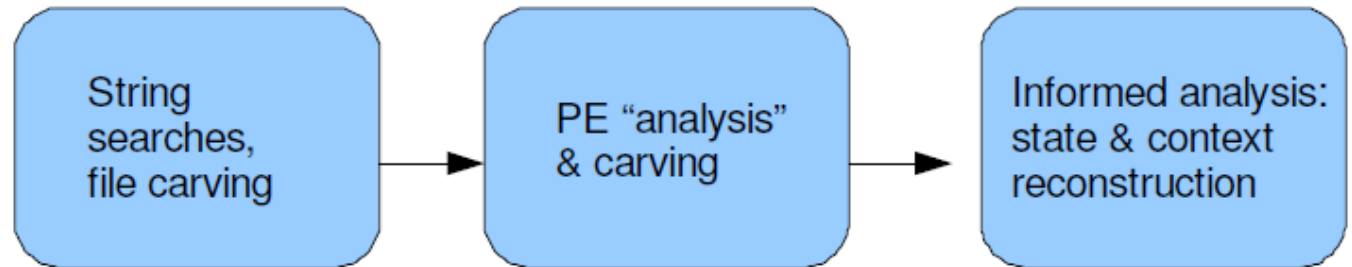 String
searches,
file carving
PE “analysis”
& carving
Informed analysis:
state & context
reconstruction